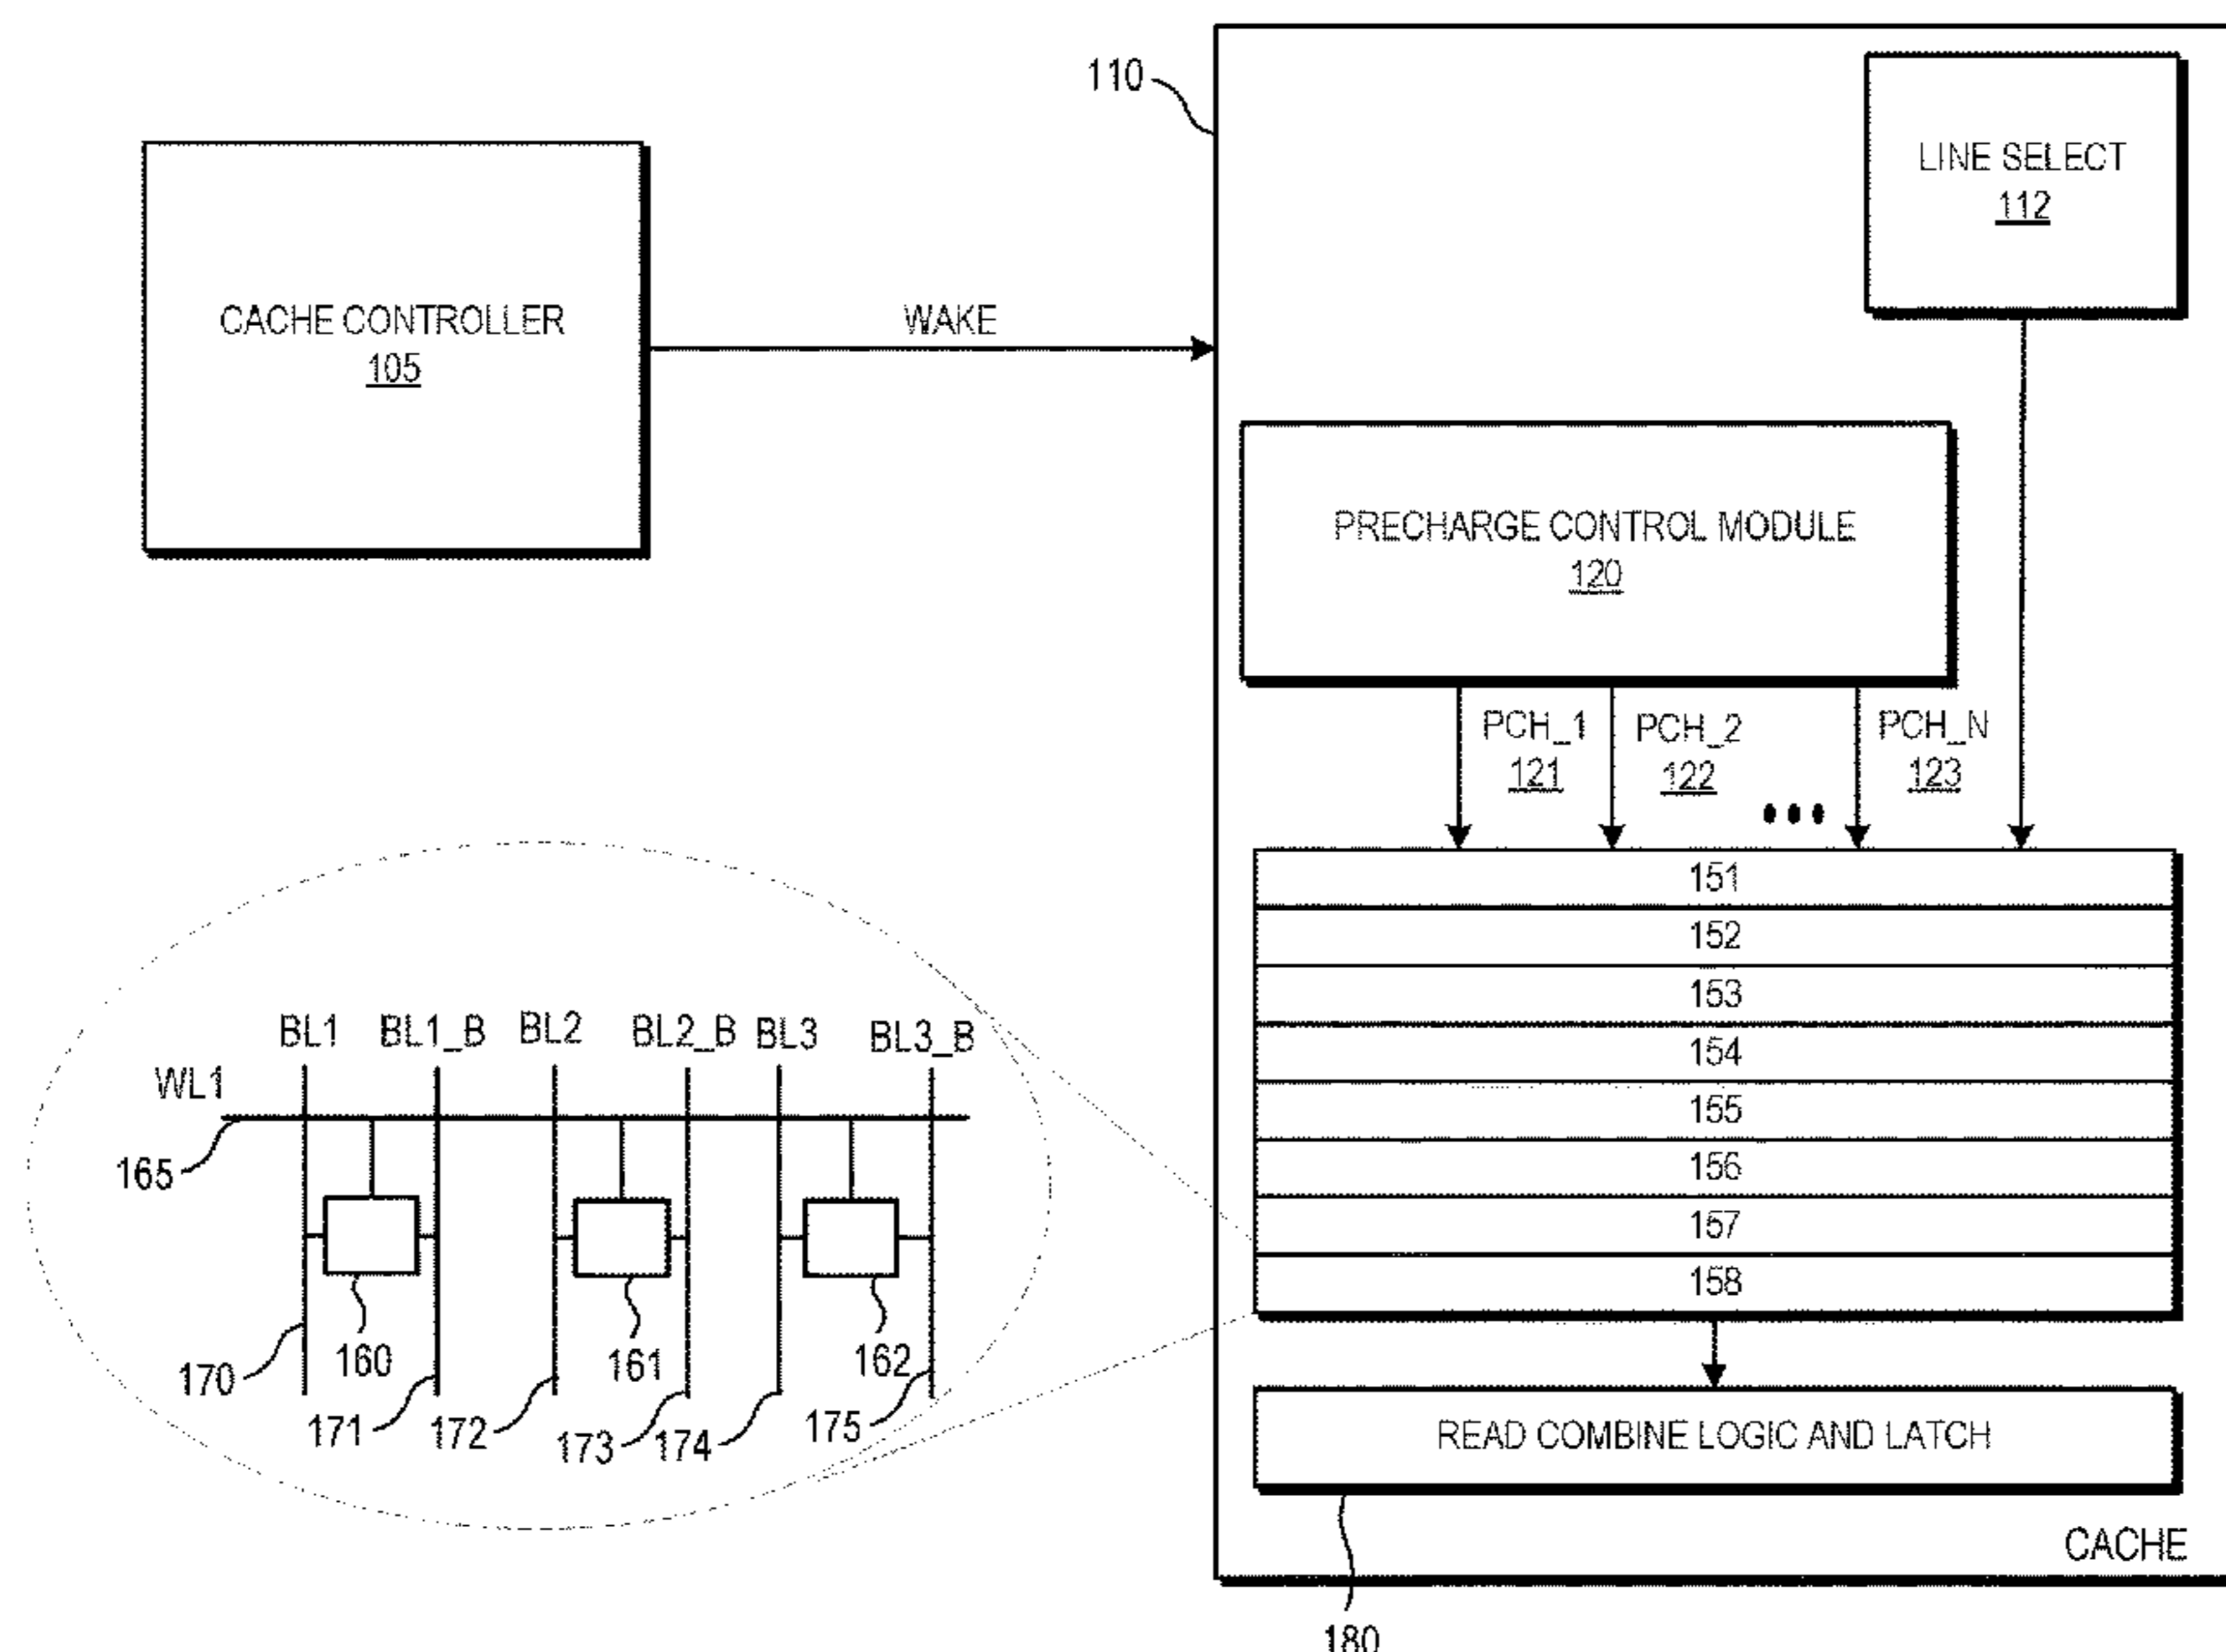 110
LINE SELECT
112
CACHE CONTROLLER
105
WAKE
PRECHARGE CONTROL MODULE
120
PCH_1
121
PCH_2
122
PCH_N
123
151
152
153
154
155
156
157
158
BL1
BL1_B
BL2
BL2_B
BL3
BL3_B
WL1
165
160
161
162
170
171
172
173
174
175
READ COMBINE LOGIC AND LATCH
CACHE
180